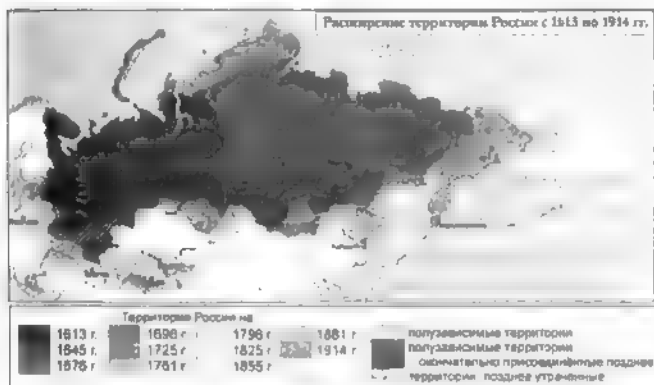 Расширение территории России с 1613 по 1914 гг.
Территория России на
1613 г.
1645 г.
1676 г.
1696 г.
1725 г.
1761 г.
1796 г.
1825 г.
1855 г.
1881 г.
1914 г.
полузависимые территории
полузависимые территории
окончательно присоединённые позднее
территории позднее утраченные